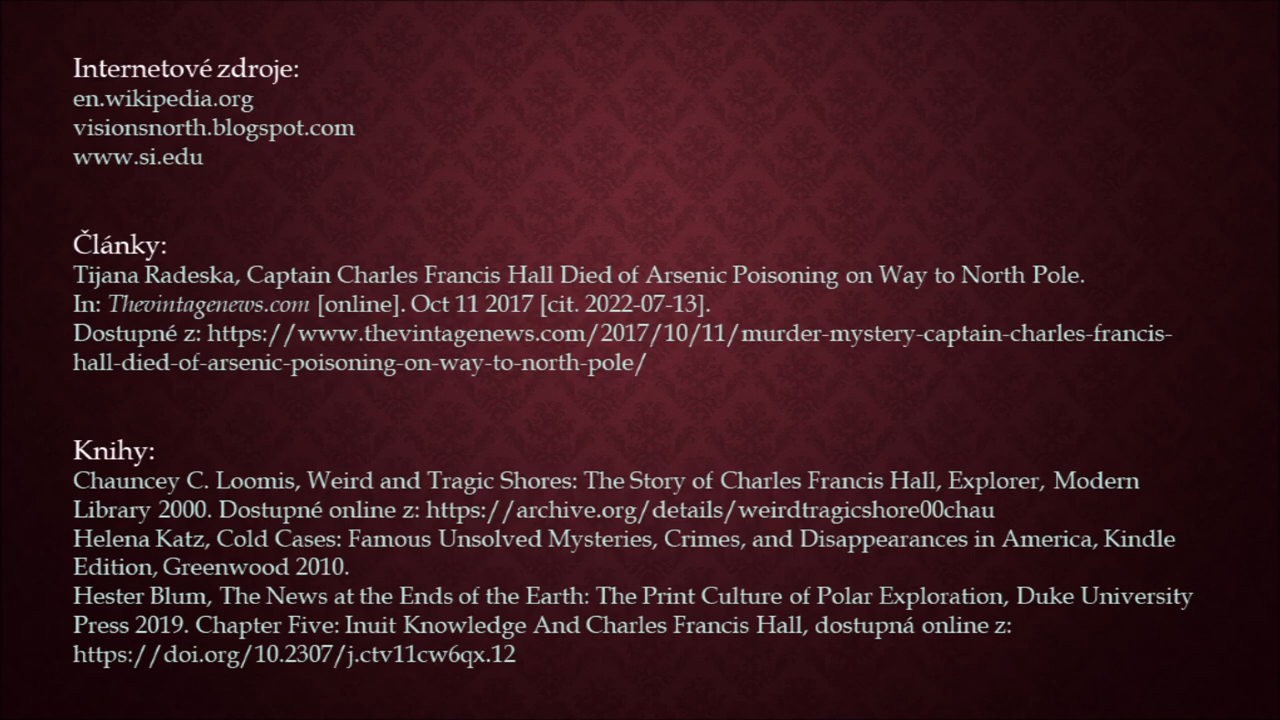 Internetové zdroje:
en.wikipedia.org
visionsnorth.blogspot.com
www.si.edu
Články:
Tijana Radeska, Captain Charles Francis Hall Died of Arsenic Poisoning on Way to North Pole.
In: Thevintagenews.com [online]. Oct 11 2017 [cit. 2022-07-13].
Dostupné z: https://www.thevintagenews.com/2017/10/11/murder-mystery-captain-charles-francis-
hall-died-of-arsenic-poisoning-on-way-to-north-pole/
Knihy:
Chauncey C. Loomis, Weird and Tragic Shores: The Story of Charles Francis Hall, Explorer, Modern
Library 2000. Dostupné online z: https://archive.org/details/weirdtragicshore00chau
Helena Katz, Cold Cases: Famous Unsolved Mysteries, Crimes, and Disappearances in America, Kindle
Edition, Greenwood 2010.
Hester Blum, The News at the Ends of the Earth: The Print Culture of Polar Exploration, Duke University
Press 2019. Chapter Five: Inuit Knowledge And Charles Francis Hall, dostupná online z:
https://doi.org/10.2307/j.ctv11cw6qx.12